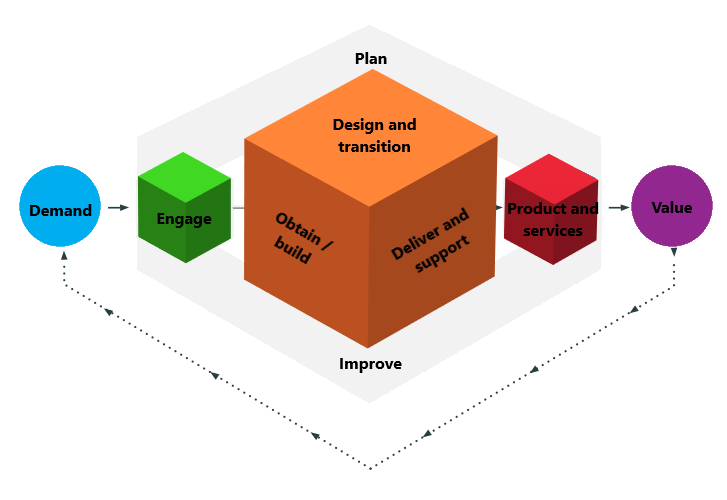 Plan
Design and
transition
Demand
Engage
Obtain /
build
Deliver and
support
Product and
services
Value
Improve